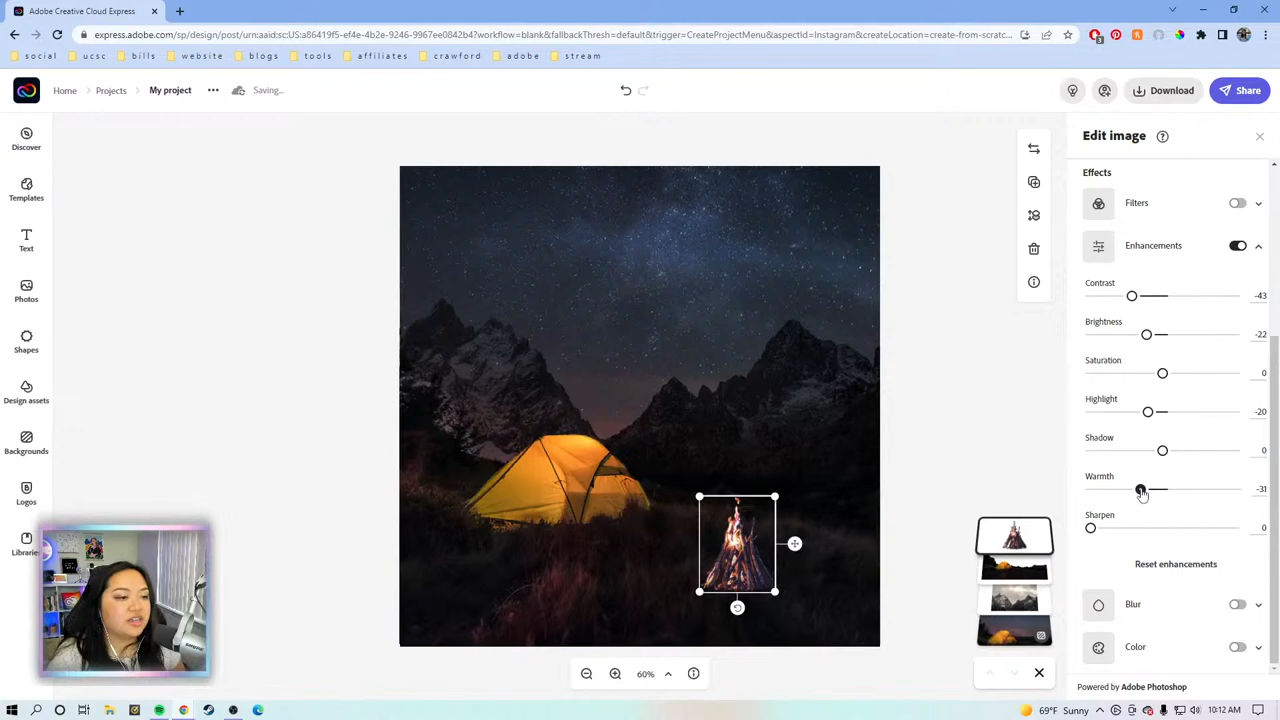 Adobe Creative Cloud Express
express.adobe.com/sp/design/post/urn:aaid:scUS:a86419f5-ef4e-4b2e-9246-9967ee0842b4?workflow=blank&fallbackThresh=default&trigger=CreateProjectMenu&aspectId=Instagram&createLocation=create-from-scratc...
social ucsc bills website blogs tools affiliates crafting adobe stream
Home Projects My project Saving... Download Share
Discover
Templates
Text
Photos
Shapes
Design assets
Backgrounds
Logos
Libraries
60%
Edit image
Effects
Filters
Enhancements
Contrast
-43
Brightness
-22
Saturation
0
Highlight
-20
Shadow
0
Warmth
-31
Sharpen
0
Reset enhancements
Blur
Color
Powered by Adobe Photoshop
69°F Sunny 10:12 AM